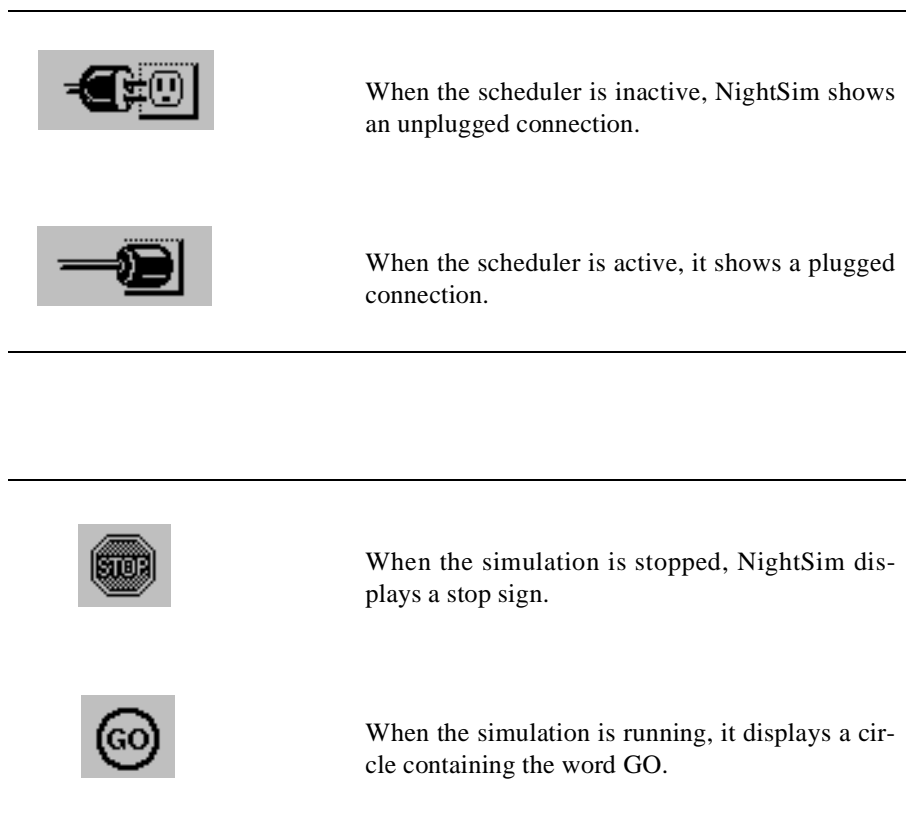 When the scheduler is inactive, NightSim shows
an unplugged connection.
When the scheduler is active, it shows a plugged
connection.
STOP
When the simulation is stopped, NightSim dis-
plays a stop sign.
GO
When the simulation is running, it displays a cir-
cle containing the word GO.